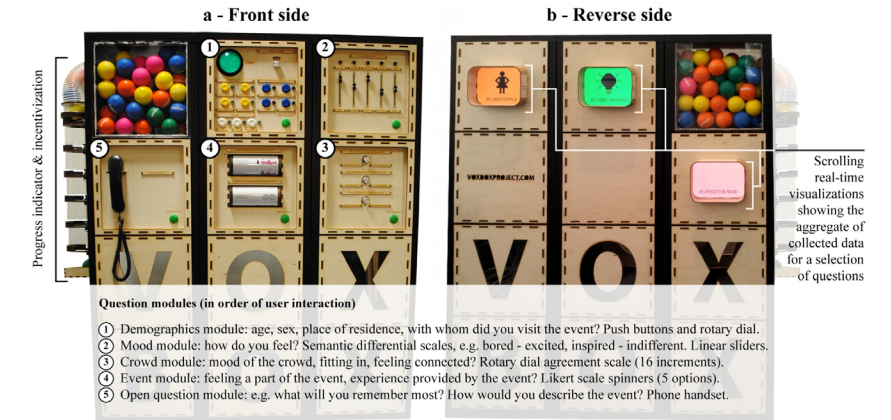 a - Front side
b - Reverse side
Progress indicator & incentivization
1
2
5
4
3
VOXBOXPROJECT.COM
V O X
V O X
Scrolling
real-time
visualizations
showing the
aggregate of
collected data
for a selection
of questions
Question modules (in order of user interaction)
1 Demographics module: age, sex, place of residence, with whom did you visit the event? Push buttons and rotary dial.
2 Mood module: how do you feel? Semantic differential scales, e.g. bored - excited, inspired - indifferent. Linear sliders.
3 Crowd module: mood of the crowd, fitting in, feeling connected? Rotary dial agreement scale (16 increments).
4 Event module: feeling a part of the event, experience provided by the event? Likert scale spinners (5 options).
5 Open question module: e.g. what will you remember most? How would you describe the event? Phone handset.